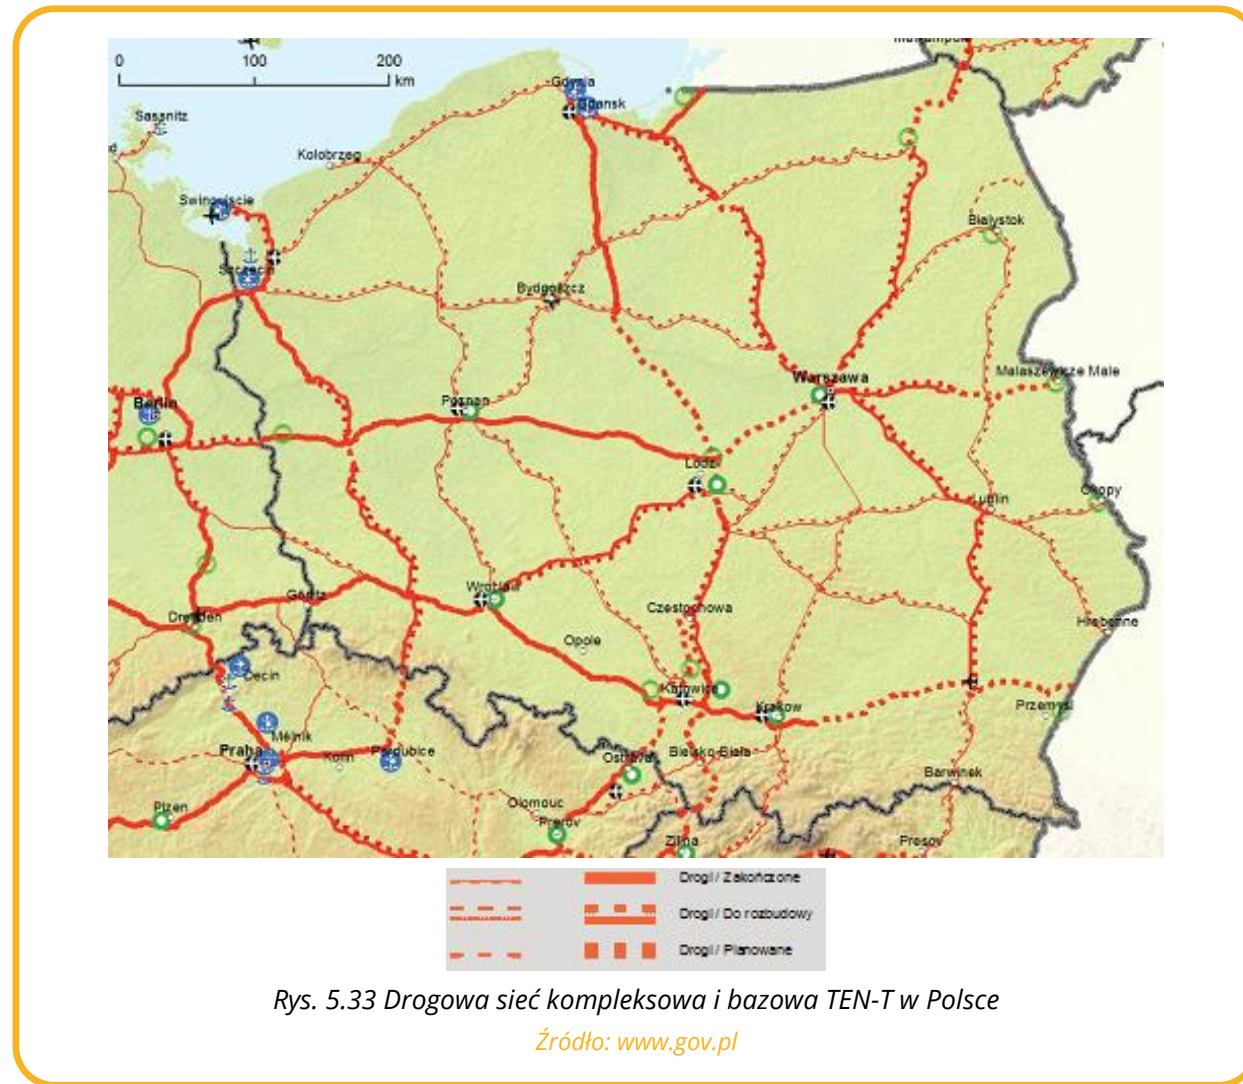 0 100 200
km
Gdynia
Gdansk
Sassnitz
Kolobrzeg
Swinoujscie
Szczecin
Bialystok
Bydgoszcz
Malaszewicze Male
Warszawa
Berlin
Poznan
Lodz
Lublin
Okopy
Wroclaw
Görlitz
Czestochowa
Dresden
Hrebenne
Opole
Decin
Katowice
Przemysl
Krakow
Melnik
Praha
Kolin
Pardubice
Ostrava
Bielsko-Biala
Barwinek
Plzen
Olomouc
Prerov
Zilina
Presov
Drogi / Zakończone
Drogi / Do rozbudowy
Drogi / Planowane
Rys. 5.33 Drogowa sieć kompleksowa i bazowa TEN-T w Polsce
Źródło: www.gov.pl